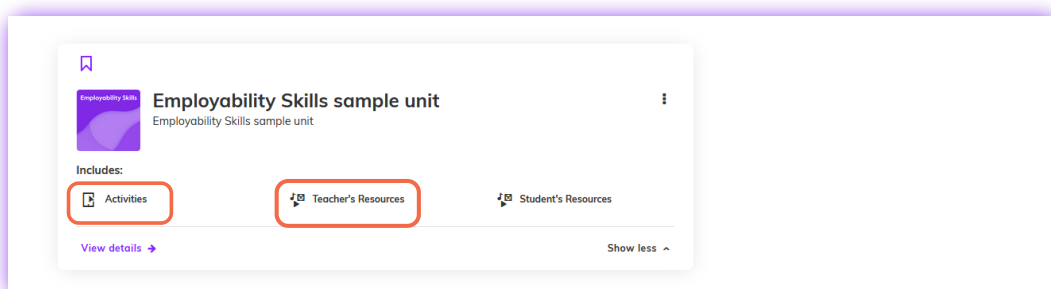 Employability Skills
Employability Skills sample unit
Employability Skills sample unit
Includes:
Activities
Teacher's Resources
Student's Resources
View details
Show less